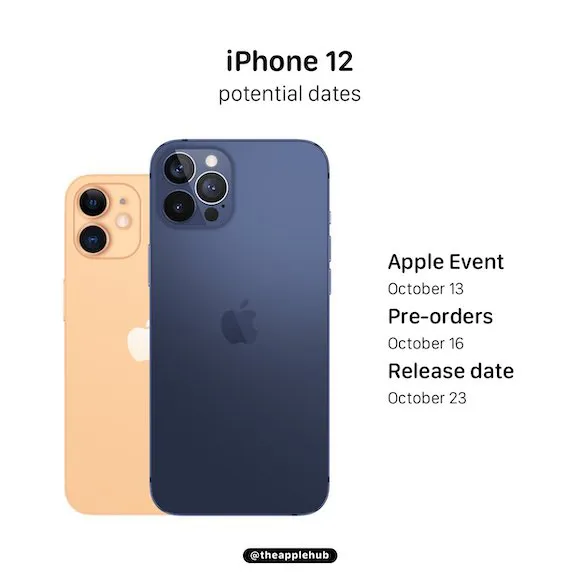 iPhone 12
potential dates
Apple Event
October 13
Pre-orders
October 16
Release date
October 23
@theapplehub